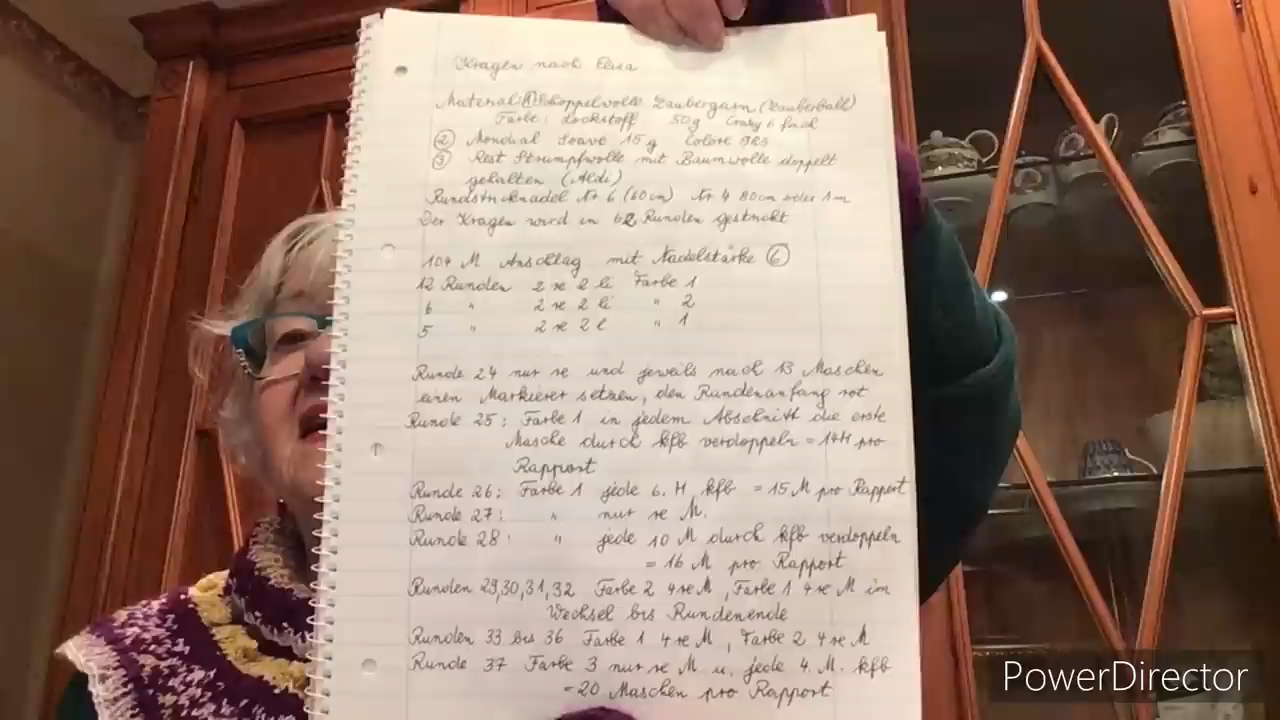 Kragen nach Elisa
Material: ① Schoppelwolle Zaubergarn (Zauberball)
Farbe: Lockstoff 50g Crazy 6 fach
② Mondial Soave 15 g Colore
③ Rest Strumpfwolle mit Baumwolle doppelt
gehalten (Aldi)
Rundstricknadel Nr 6 (60cm) Nr 4 80cm oder 1m
Der Kragen wird in 62 Runden gestrickt
104 M Anschlag mit Nadelstärke ⑥
12 Runden 2 re 2 li Farbe 1
6 " 2 re 2 li " 2
5 " 2 re 2 l " 1
Runde 24 nur re und jeweils nach 13 Maschen
einen Markierer setzen, den Rundenanfang rot
Runde 25: Farbe 1 in jedem Abschnitt die erste
Masche durch kfb verdoppeln = 14M pro
Rapport
Runde 26: Farbe 1 jede 6. M kfb = 15 M pro Rapport
Runde 27: " nur re M.
Runde 28: " jede 10 M durch kfb verdoppeln
= 16 M pro Rapport
Runden 29,30,31,32 Farbe 2 4 re M, Farbe 1 4 re M im
Wechsel bis Rundenende
Runden 33 bis 36 Farbe 1 4 re M, Farbe 2 4 re M
Runde 37 Farbe 3 nur re M u. jede 4. M. kfb
=20 Maschen pro Rapport
PowerDirector